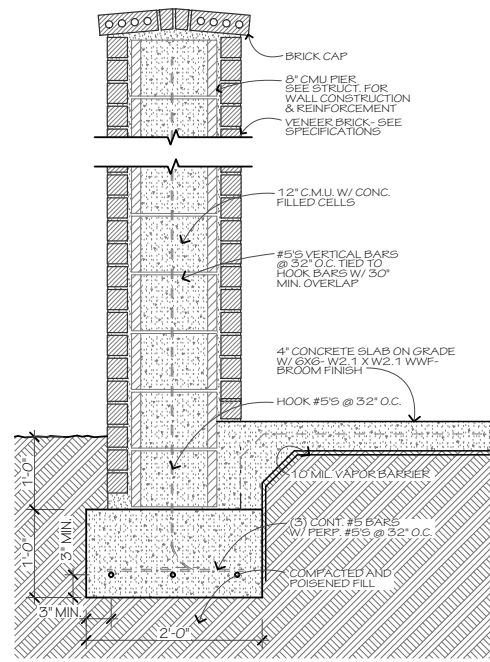 BRICK CAP
8" CMU PIER
SEE STRUCT. FOR
WALL CONSTRUCTION
& REINFORCEMENT
VENEER BRICK- SEE
SPECIFICATIONS
12" C.M.U. W/ CONC.
FILLED CELLS
#5'S VERTICAL BARS
@ 32" O.C. TIED TO
HOOK BARS W/ 30"
MIN. OVERLAP
4" CONCRETE SLAB ON GRADE
W/ 6X6- W2.1 X W2.1 WWF-
BROOM FINISH
HOOK #5'S @ 32" O.C.
10 MIL. VAPOR BARRIER
1'-0"
1'-0"
3" MIN.
(3) CONT. #5 BARS
W/ PERP. #5'S @ 32" O.C.
COMPACTED AND
POISENED FILL
3" MIN.
2'-0"